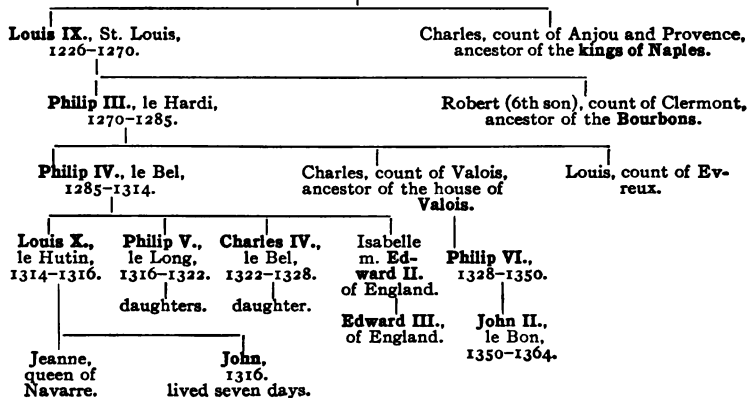 Louis IX., St. Louis,
1226–1270.
Charles, count of Anjou and Provence,
ancestor of the kings of Naples.
Philip III., le Hardi,
1270–1285.
Robert (6th son), count of Clermont,
ancestor of the Bourbons.
Philip IV., le Bel,
1285–1314.
Charles, count of Valois,
ancestor of the house of
Valois.
Louis, count of Ev-
reux.
Louis X.,
le Hutin,
1314–1316.
Philip V.,
le Long,
1316–1322.
daughters.
Charles IV.,
le Bel,
1322–1328.
daughter.
Isabelle
m. Ed-
ward II.
of England.
Edward III.,
of England.
Philip VI.,
1328–1350.
John II.,
le Bon,
1350–1364.
Jeanne,
queen of
Navarre.
John,
1316.
lived seven days.